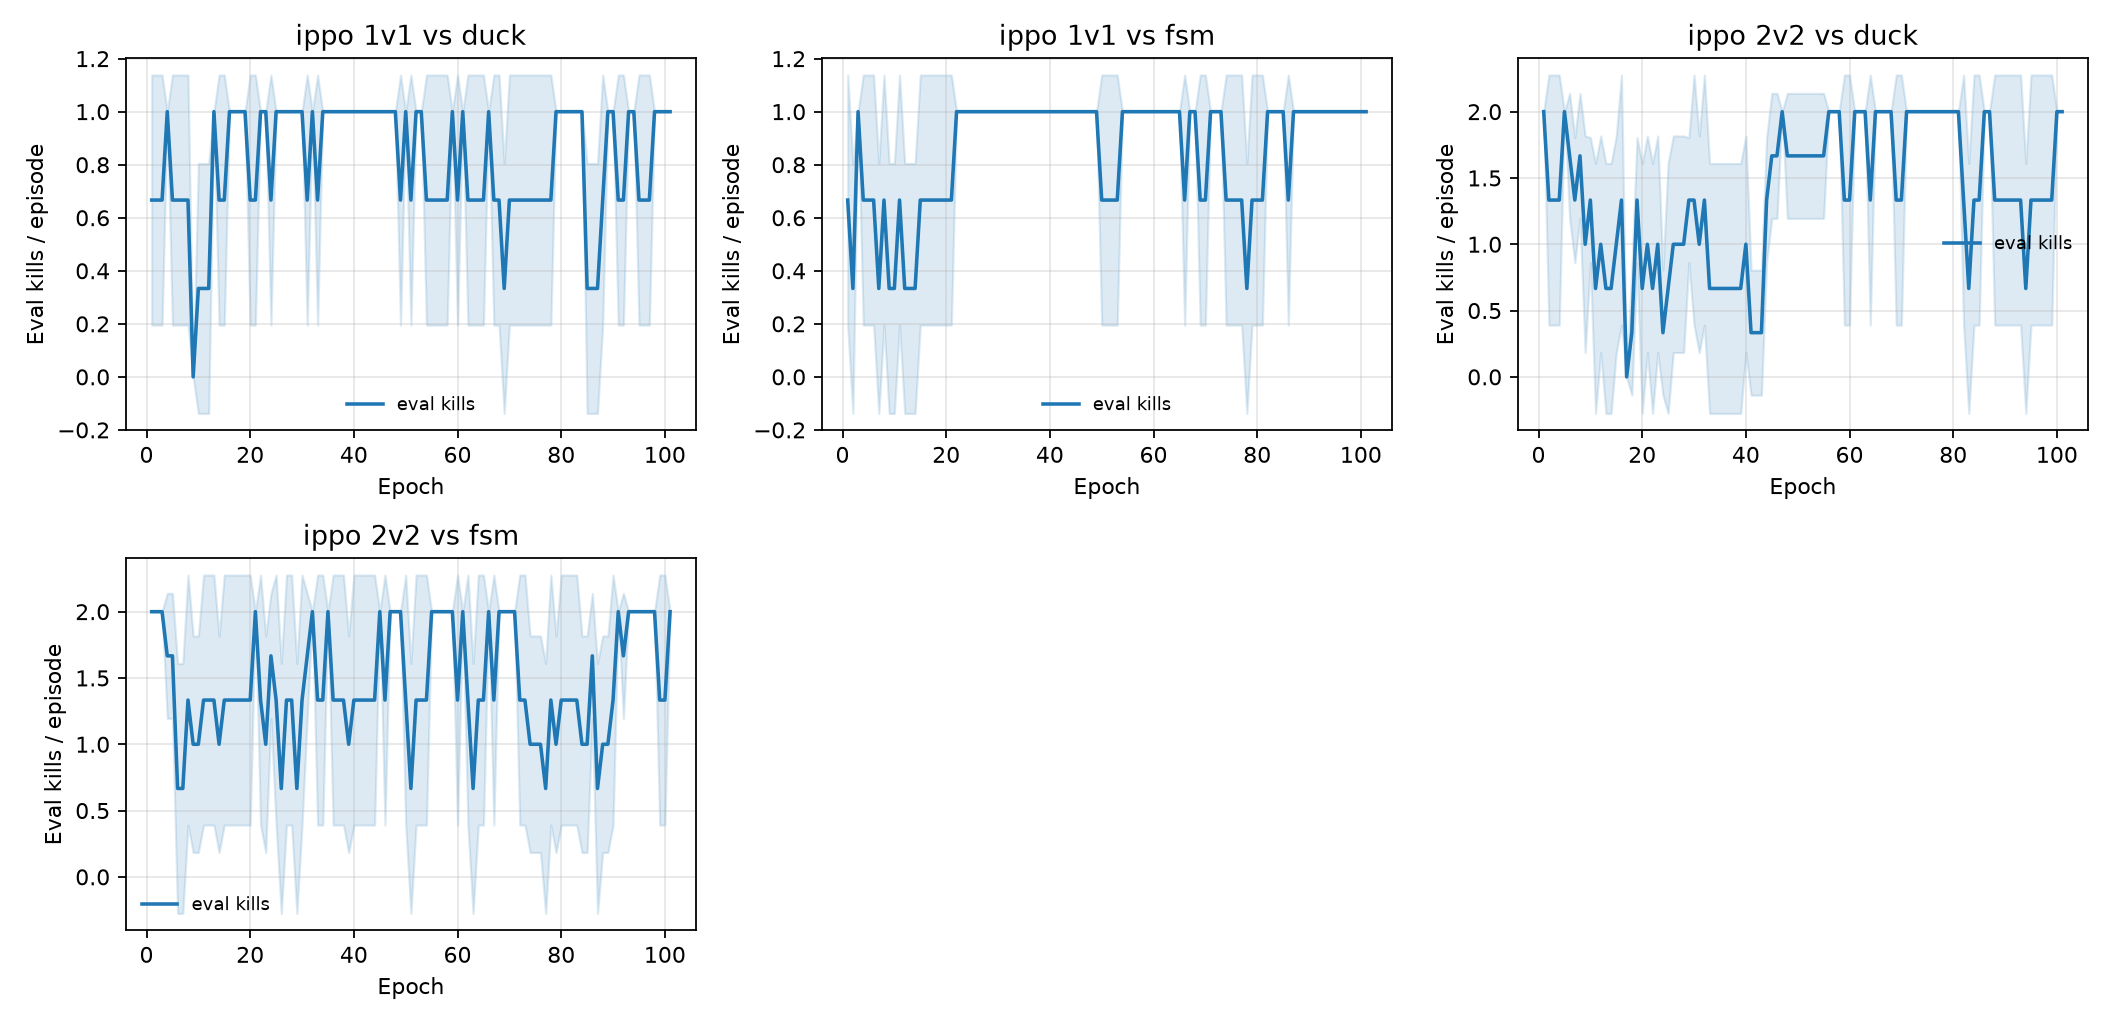 ippo 1v1 vs duck
Eval kills / episode
1.2
1.0
0.8
0.6
0.4
0.2
0.0
−0.2
eval kills
0 20 40 60 80 100
Epoch
ippo 1v1 vs fsm
Eval kills / episode
1.2
1.0
0.8
0.6
0.4
0.2
0.0
−0.2
eval kills
0 20 40 60 80 100
Epoch
ippo 2v2 vs duck
Eval kills / episode
2.0
1.5
1.0
0.5
0.0
eval kills
0 20 40 60 80 100
Epoch
ippo 2v2 vs fsm
Eval kills / episode
2.0
1.5
1.0
0.5
0.0
eval kills
0 20 40 60 80 100
Epoch